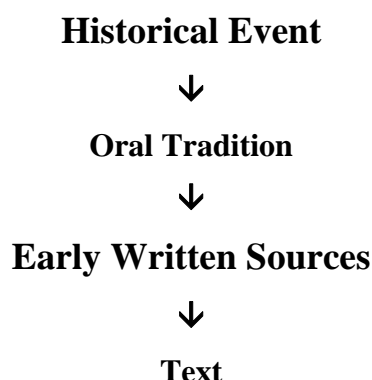 Historical Event
↓
Oral Tradition
↓
Early Written Sources
↓
Text